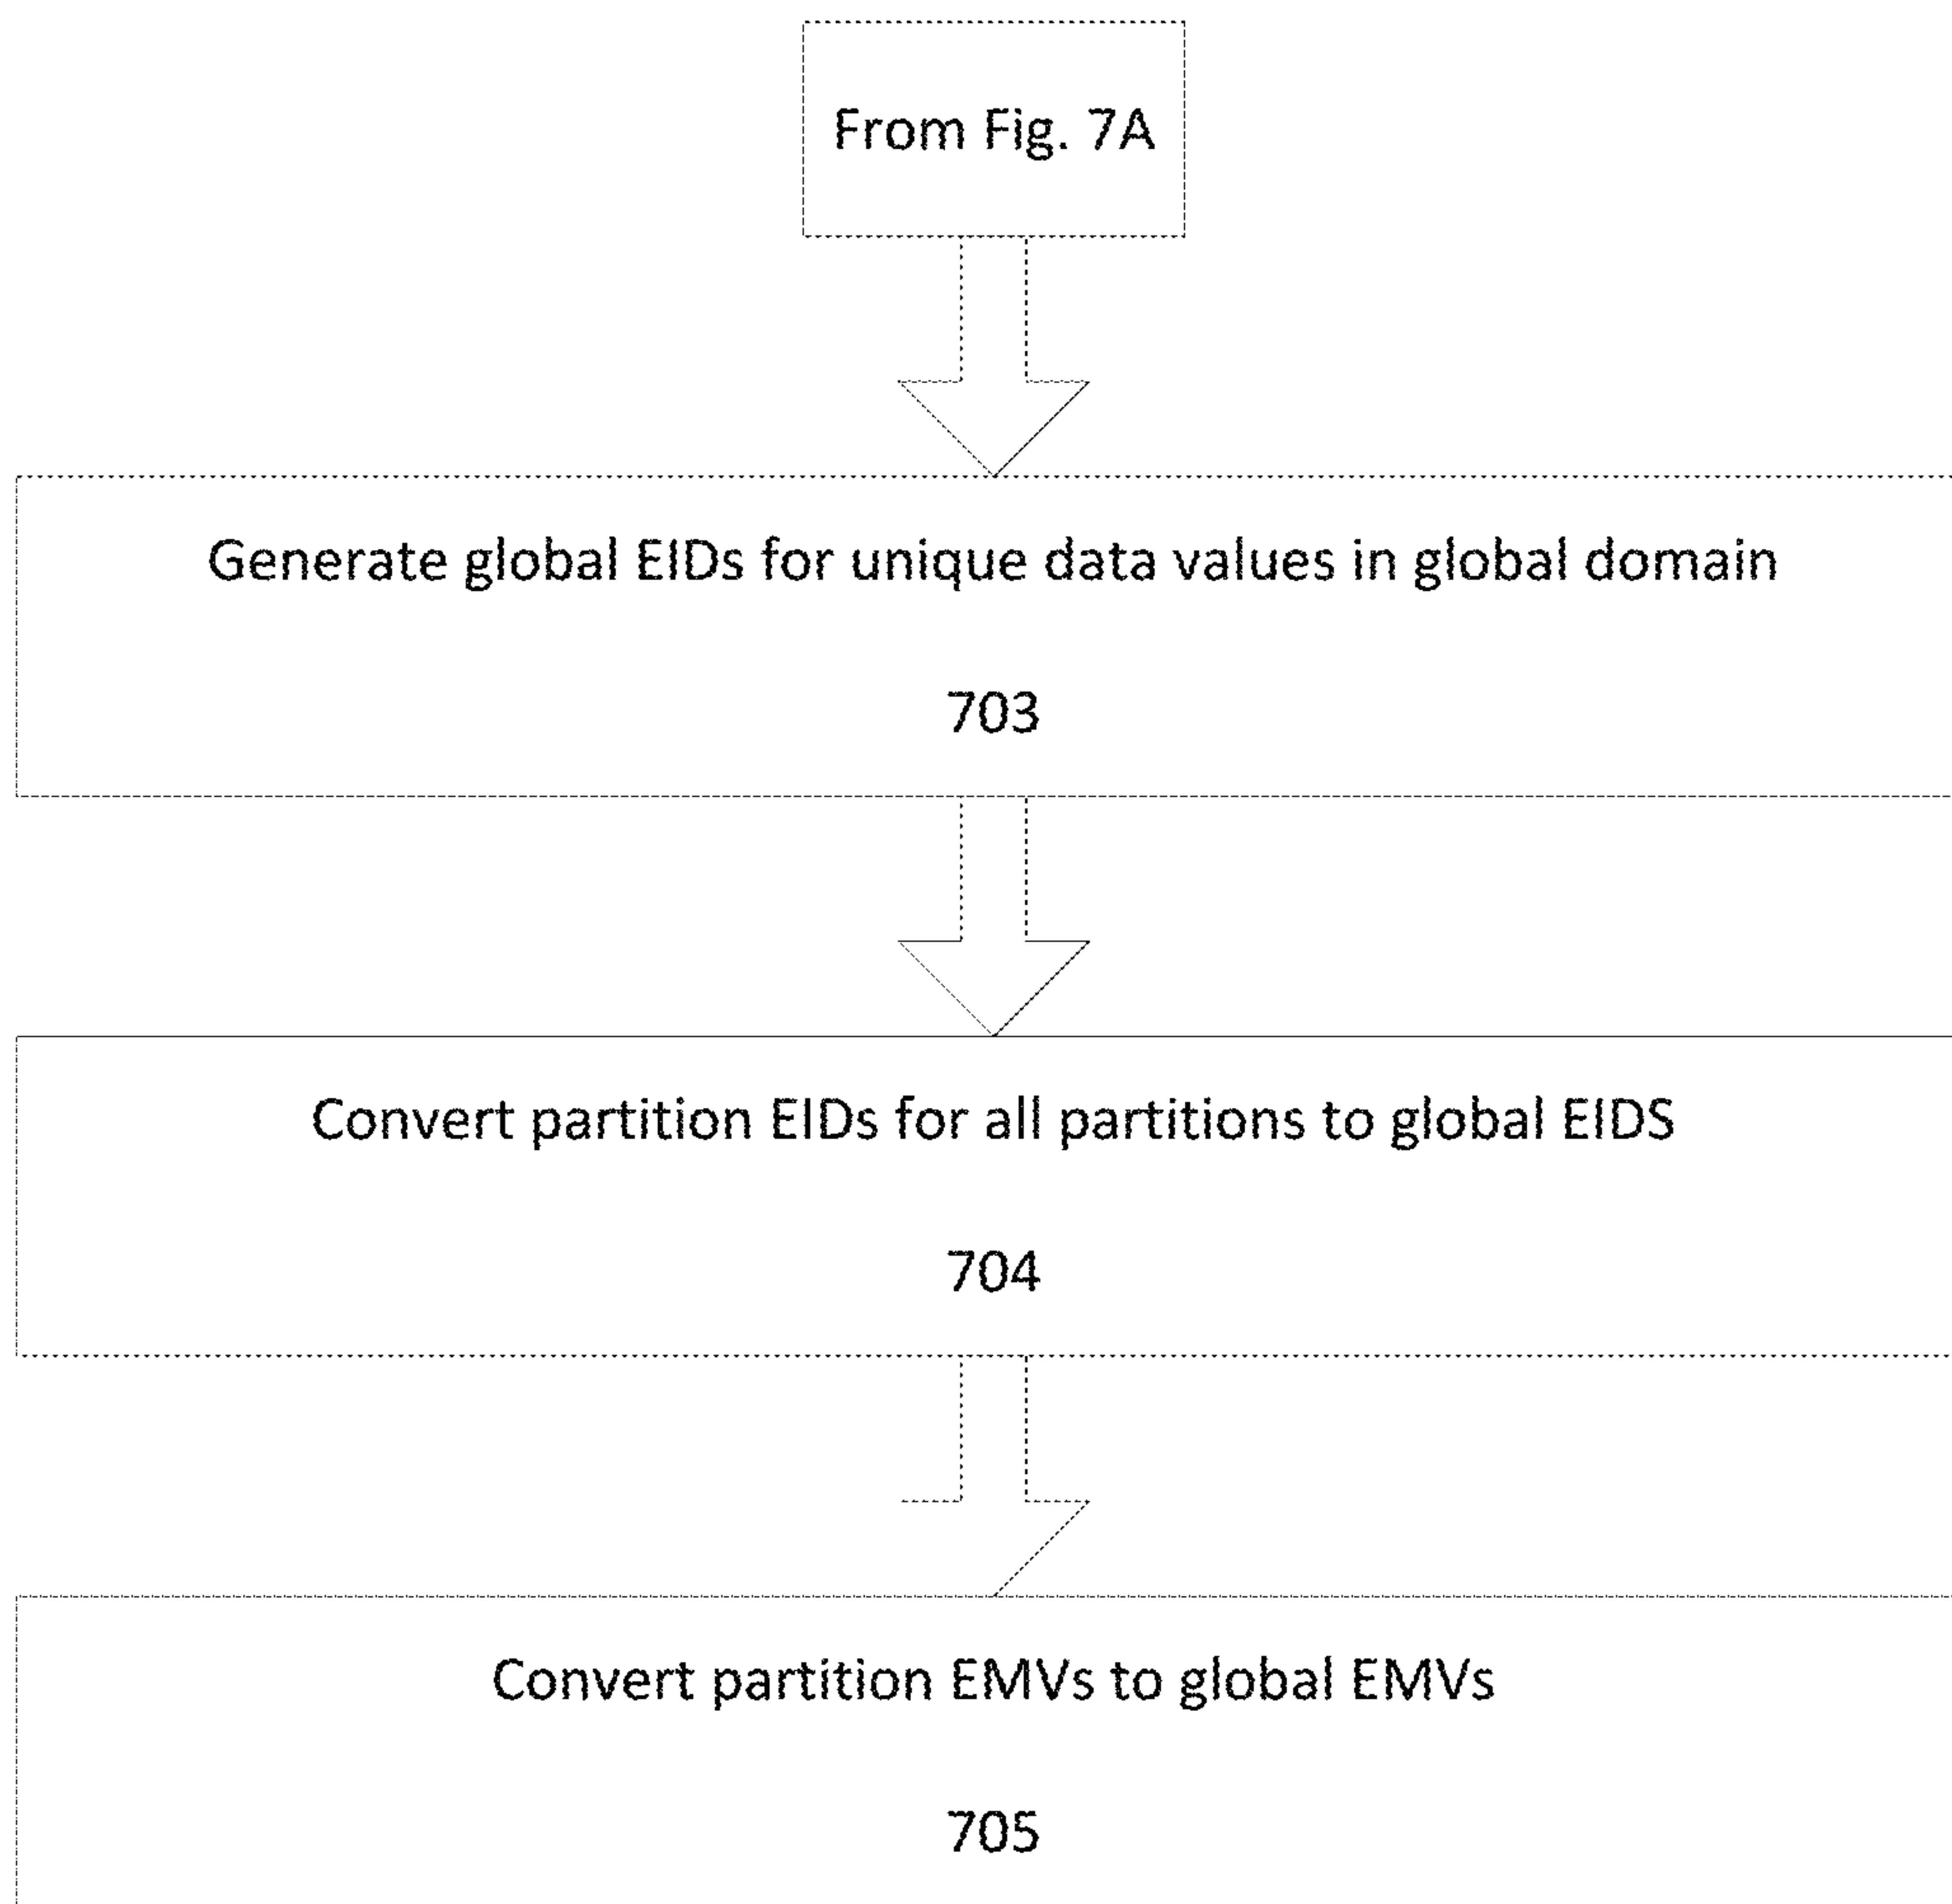 From Fig. 7A
Generate global EIDs for unique data values in global domain
703
Convert partition EIDs for all partitions to global EIDS
704
Convert partition EMVs to global EMVs
705